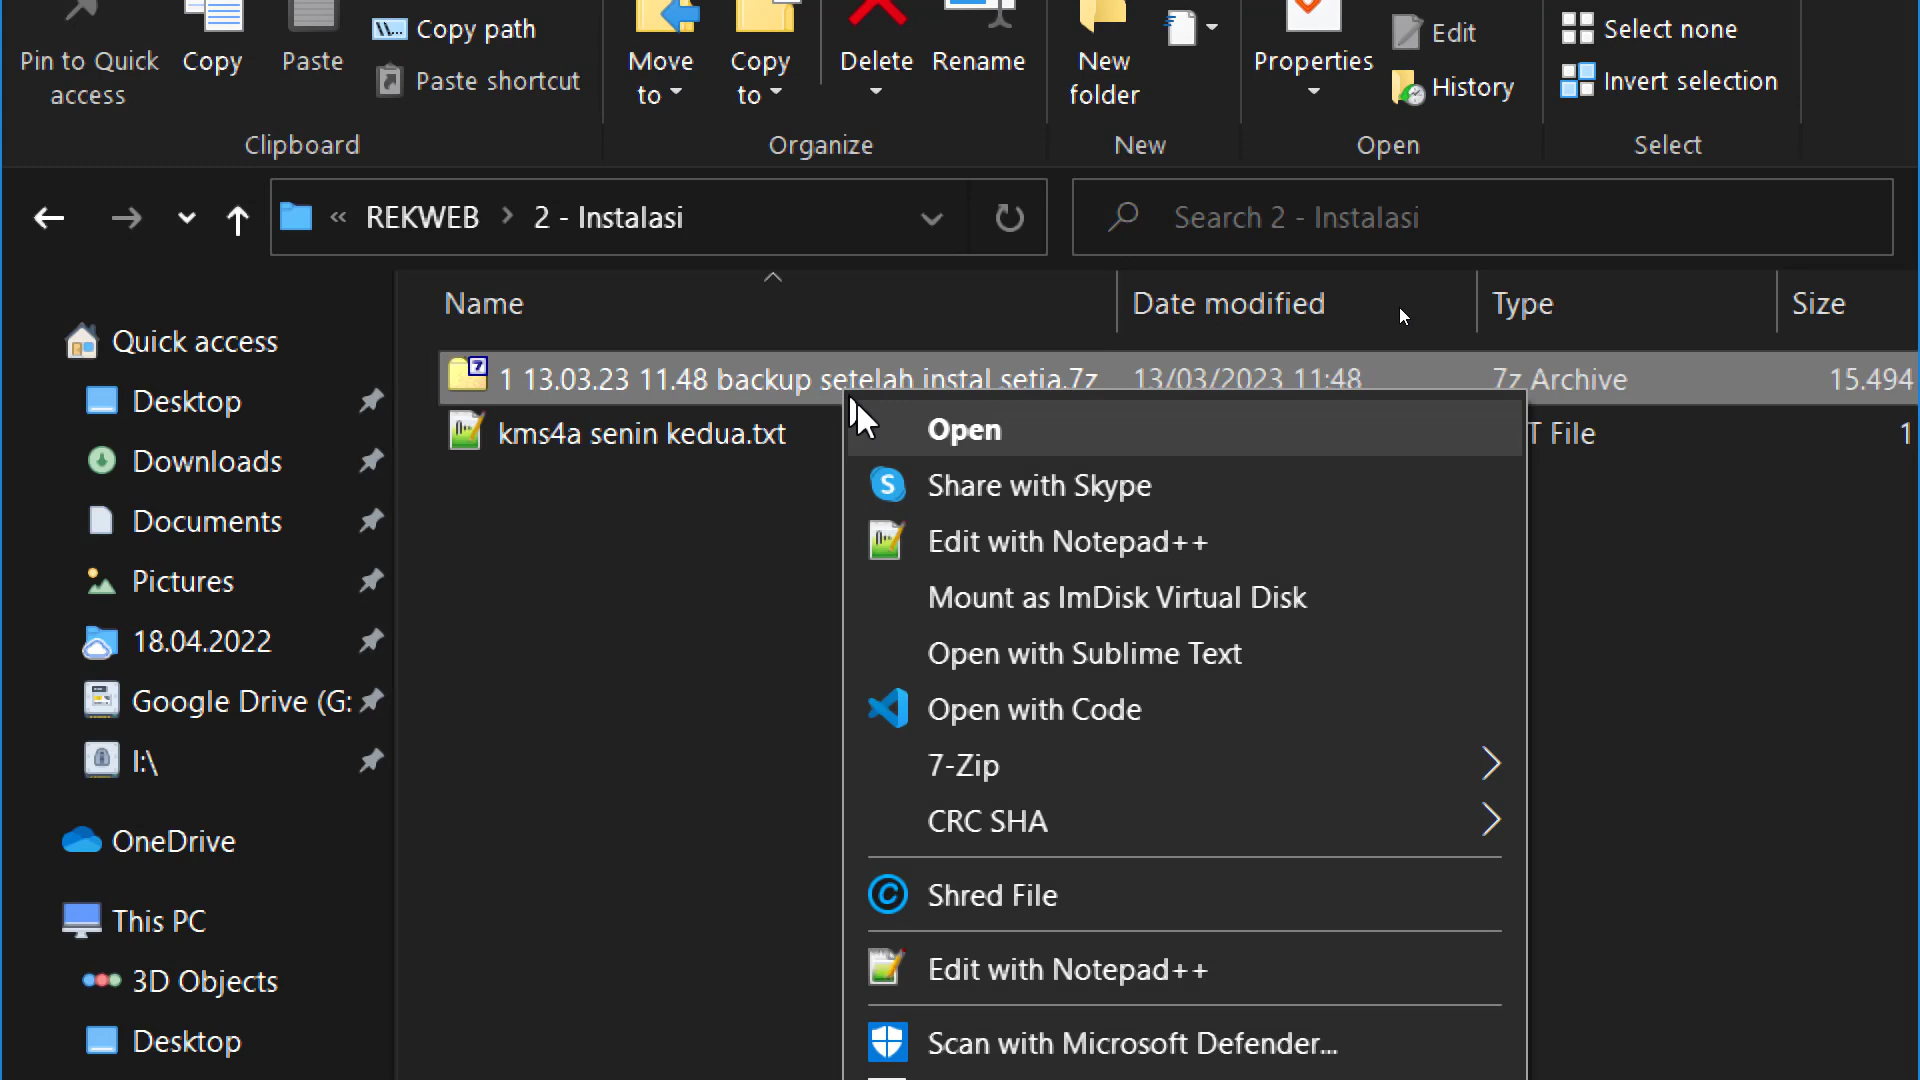 Pin to Quick access
Copy
Paste
Copy path
Paste shortcut
Move to
Copy to
Delete
Rename
New folder
Properties
Edit
History
Select none
Invert selection
Clipboard
Organize
New
Open
Select
« REKWEB > 2 - Instalasi
Search 2 - Instalasi
Name
Date modified
Type
Size
1 13.03.23 11.48 backup setelah instal setia.7z
13/03/2023 11:48
7z Archive
15.494
kms4a senin kedua.txt
T File
1
Quick access
Desktop
Downloads
Documents
Pictures
18.04.2022
Google Drive (G:
I:\
OneDrive
This PC
3D Objects
Desktop
Open
Share with Skype
Edit with Notepad++
Mount as ImDisk Virtual Disk
Open with Sublime Text
Open with Code
7-Zip
CRC SHA
Shred File
Edit with Notepad++
Scan with Microsoft Defender...